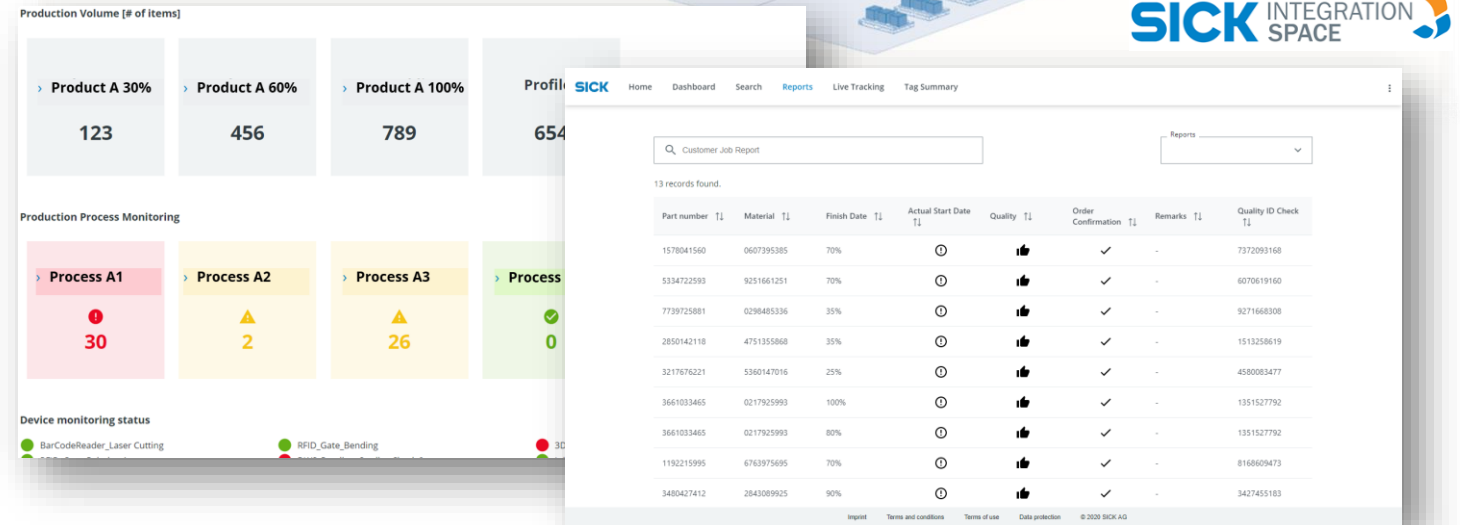 Production Volume [# of items]
SICK INTEGRATION
SPACE
› Product A 30%
› Product A 60%
› Product A 100%
123
456
789
654
Production Process Monitoring
› Process A1
› Process A2
› Process A3
› Process
30
2
26
0
Device monitoring status
BarCodeReader_Laser Cutting
RFID_Gate_Bending
3D
SICK Home Dashboard Search Reports Live Tracking Tag Summary
Customer Job Report
Reports
13 records found.
Part number Material Finish Date Actual Start Date Quality Order Confirmation Remarks Quality ID Check
1578041560 0607395385 70% - 7372093168
5334722593 9251661251 70% - 6070619160
7739725881 0298485336 35% - 9271668308
2850142118 4751355868 35% - 1513258619
3217676221 5360147016 25% - 4580083477
3661033465 0217925993 100% - 1351527792
3661033465 0217925993 80% - 1351527792
1192215995 6763975695 70% - 8168609473
3480427412 2843089925 90% - 3427455183
Imprint Terms and conditions Terms of use Data protection © 2020 SICK AG